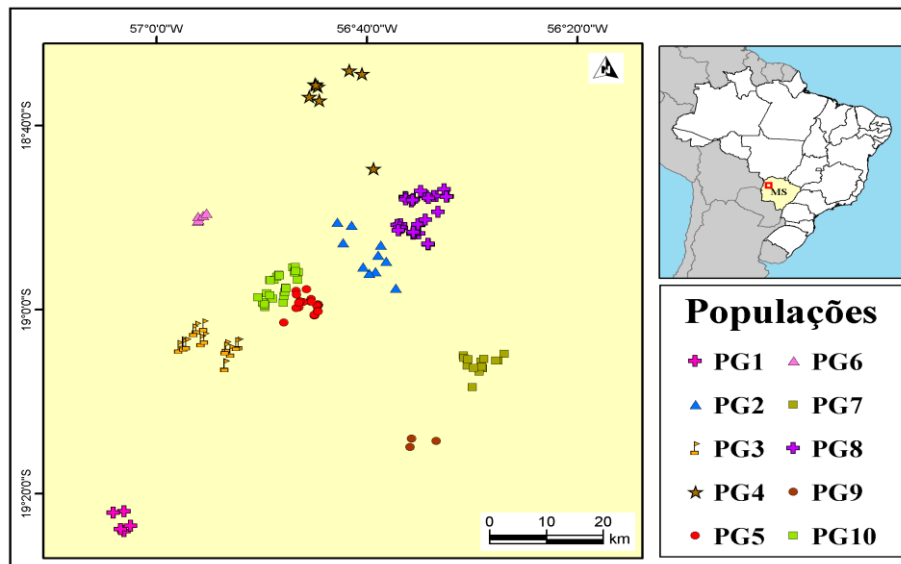 57°0'0"W 56°40'0"W 56°20'0"W
18°40'0"S
19°0'0"S
19°20'0"S
0 10 20
km
MS
Populações
PG1 PG6
PG2 PG7
PG3 PG8
PG4 PG9
PG5 PG10